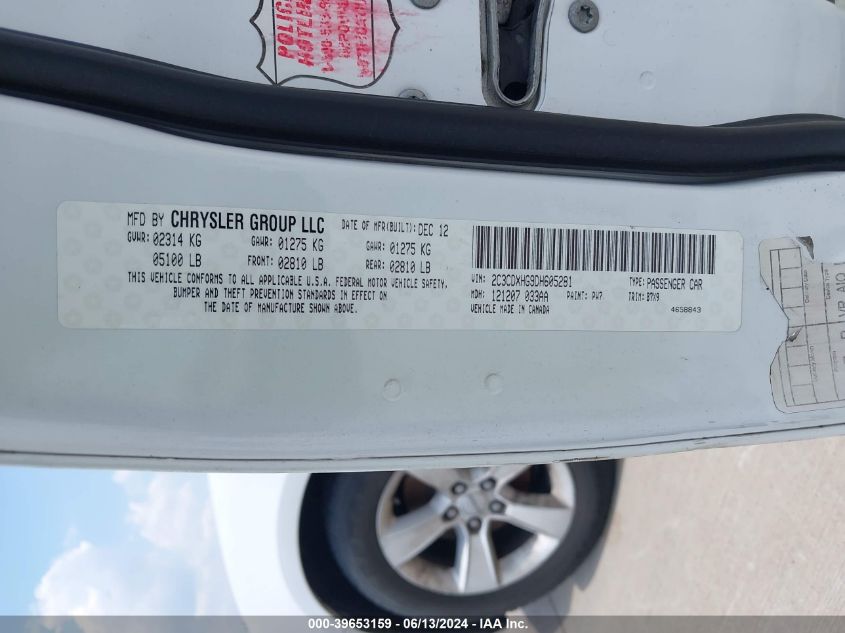 POLICE
HOTLINE
MFD BY CHRYSLER GROUP LLC
DATE OF MFR(BUILT): DEC 12
GVWR: 02314 KG GAWR: 01275 KG GAWR: 01275 KG
05100 LB FRONT: 02810 LB REAR: 02810 LB
THIS VEHICLE CONFORMS TO ALL APPLICABLE U.S.A. FEDERAL MOTOR VEHICLE SAFETY,
BUMPER AND THEFT PREVENTION STANDARDS IN EFFECT ON
THE DATE OF MANUFACTURE SHOWN ABOVE.
VIN: 2C3CDXHG9DH605281 TYPE: PASSENGER CAR
MDH: 121207 033AA PAINT: PW7 TRIM: B7X9
VEHICLE MADE IN CANADA 4658843
000-39653159 - 06/13/2024 - IAA Inc.